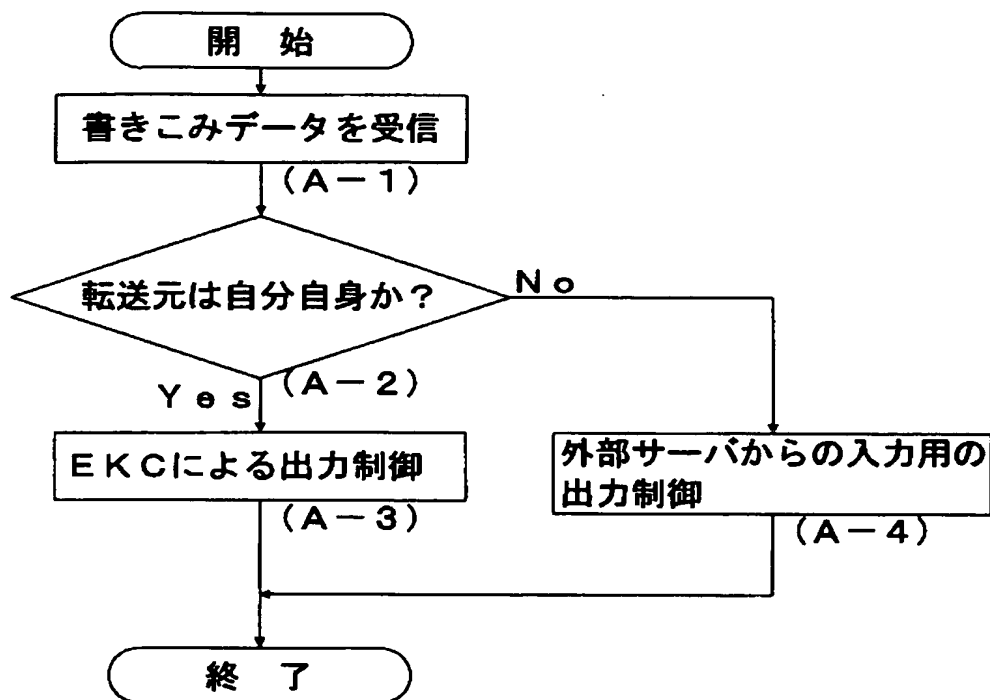 開 始
書きこみデータを受信
(A-1)
転送元は自分自身か?
No
(A-2)
Yes
EKCによる出力制御
(A-3)
外部サーバからの入力用の
出力制御
(A-4)
終 了